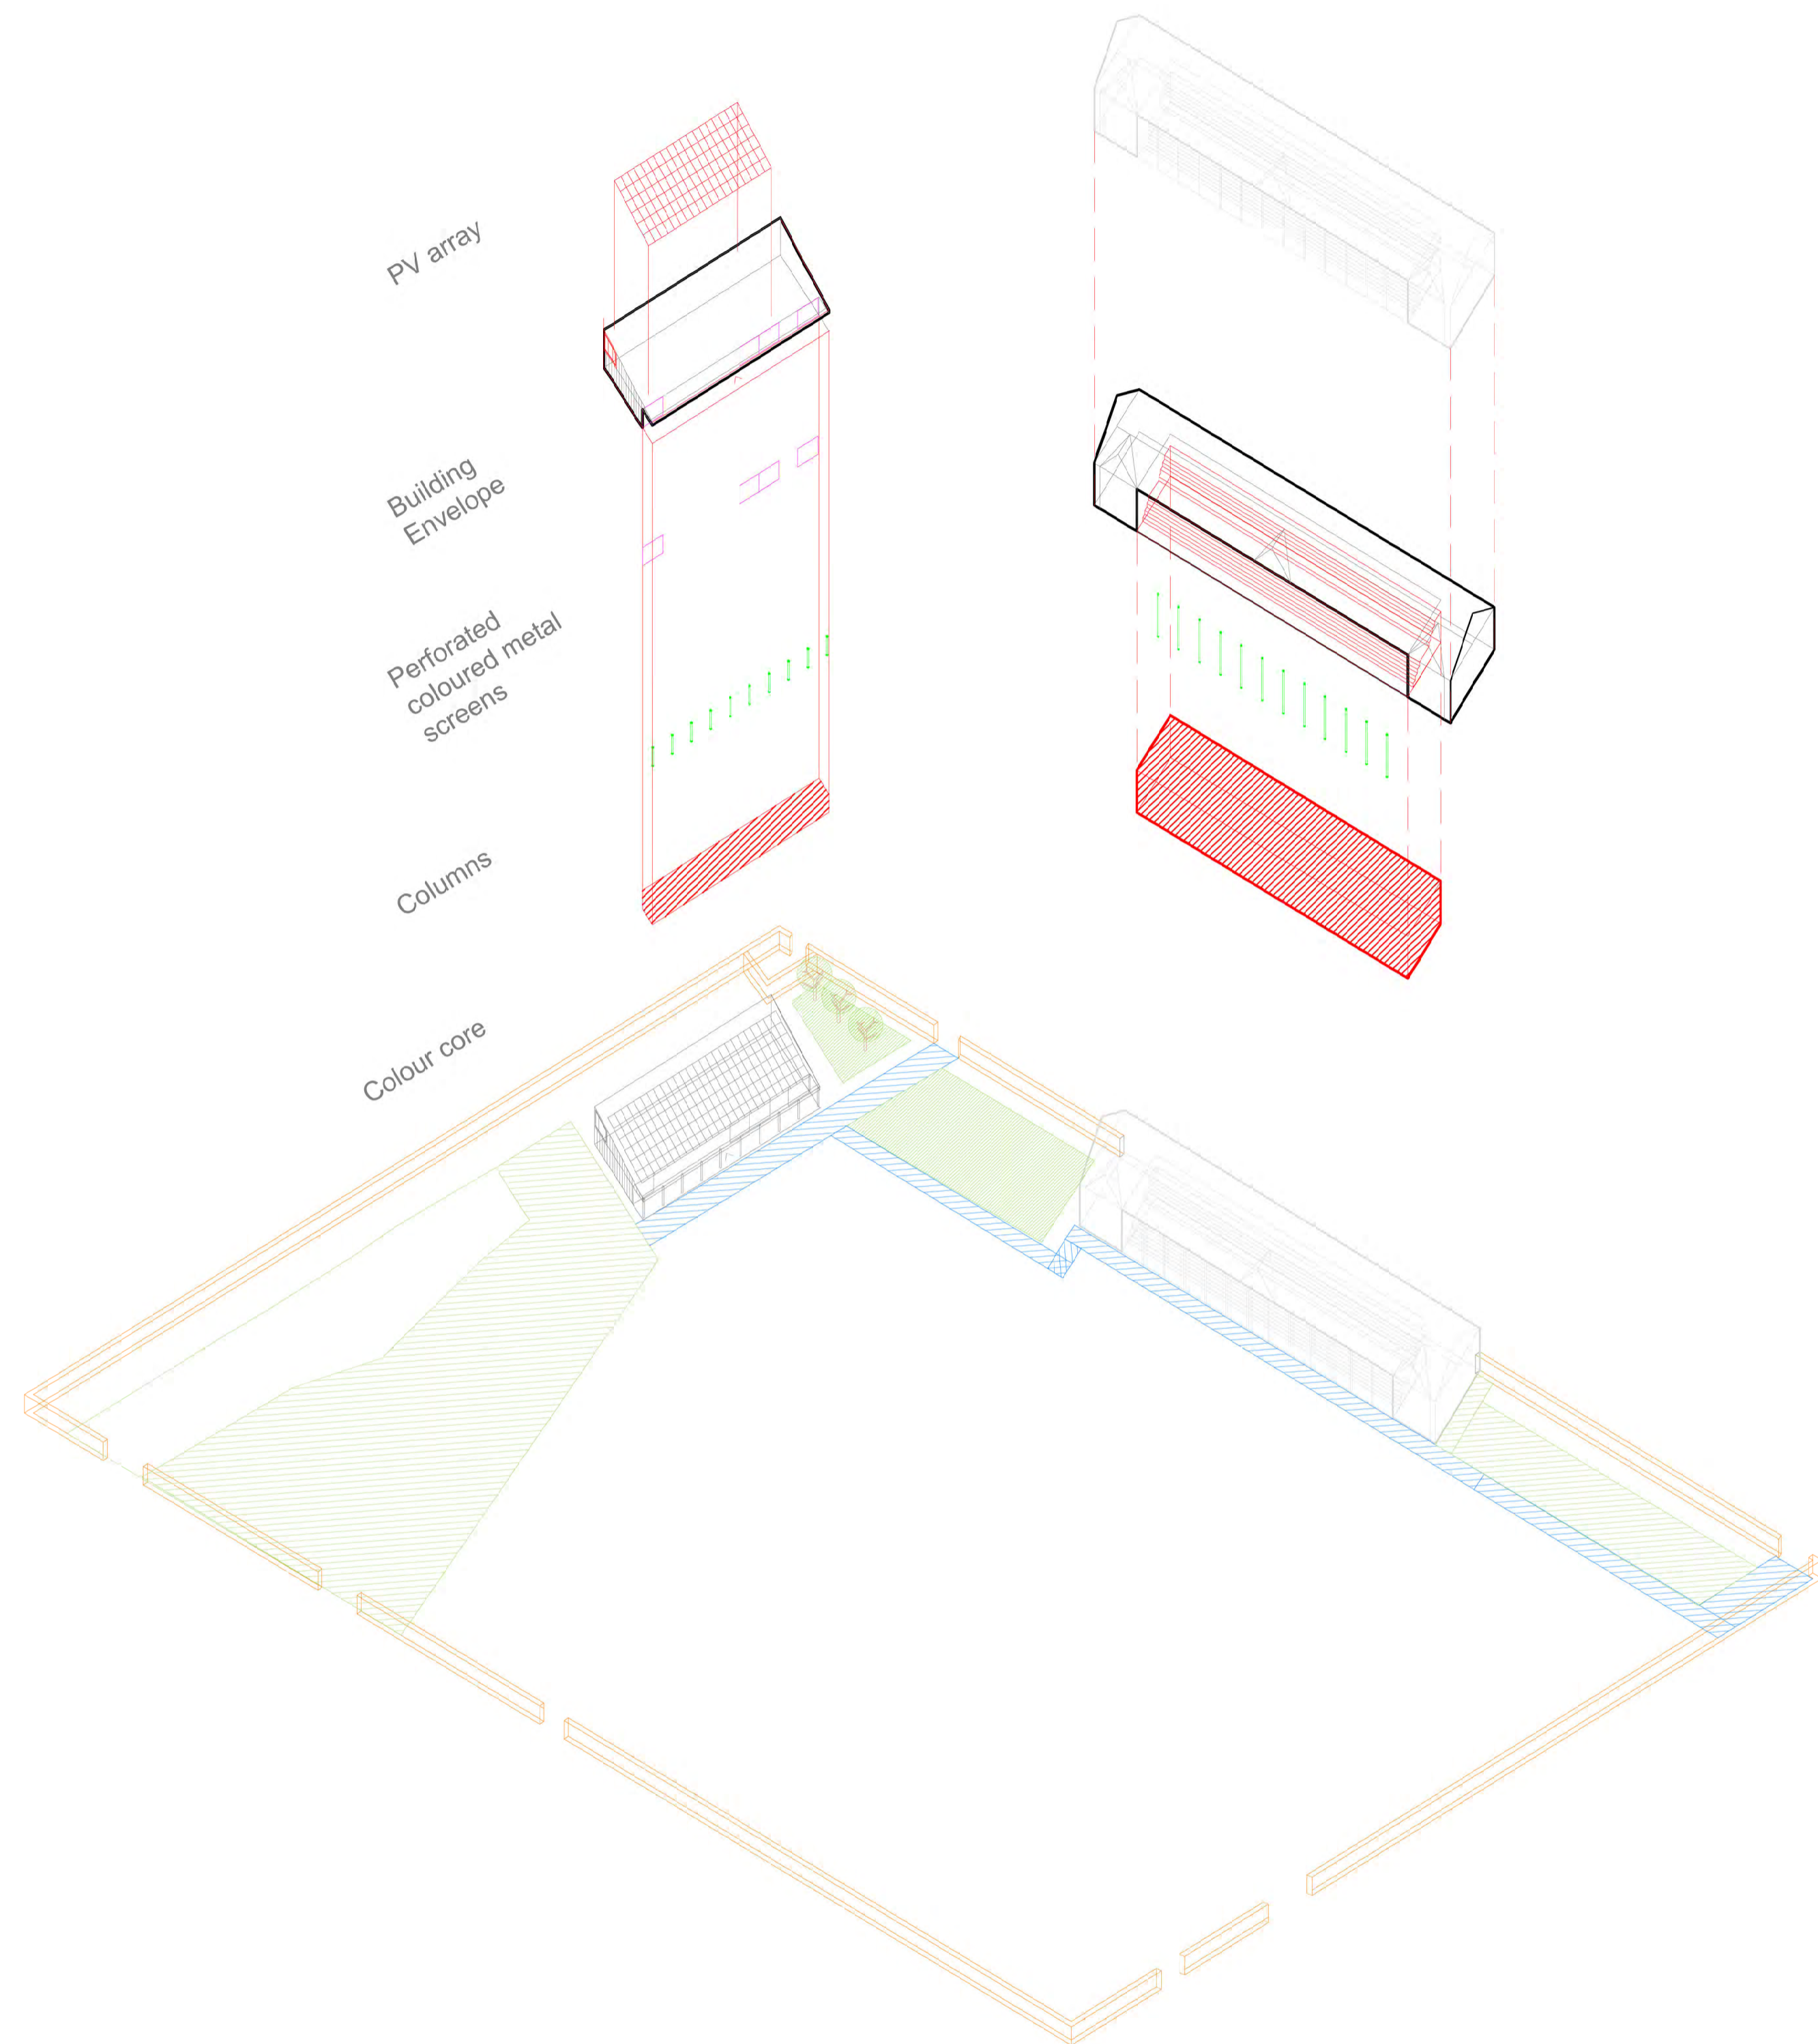 PV array
Building
Envelope
Perforated
coloured metal
screens
Columns
Colour core